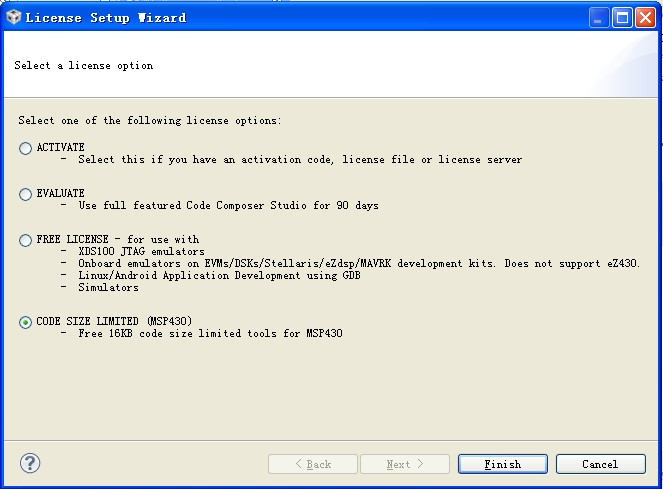 License Setup Wizard
Select a license option
Select one of the following license options:
ACTIVATE
- Select this if you have an activation code, license file or license server
EVALUATE
- Use full featured Code Composer Studio for 90 days
FREE LICENSE - for use with
- XDS100 JTAG emulators
- Onboard emulators on EVMs/DSKs/Stellaris/eZdsp/MAVRK development kits. Does not support eZ430.
- Linux/Android Application Development using GDB
- Simulators
CODE SIZE LIMITED (MSP430)
- Free 16KB code size limited tools for MSP430
?
< Back Next > Finish Cancel